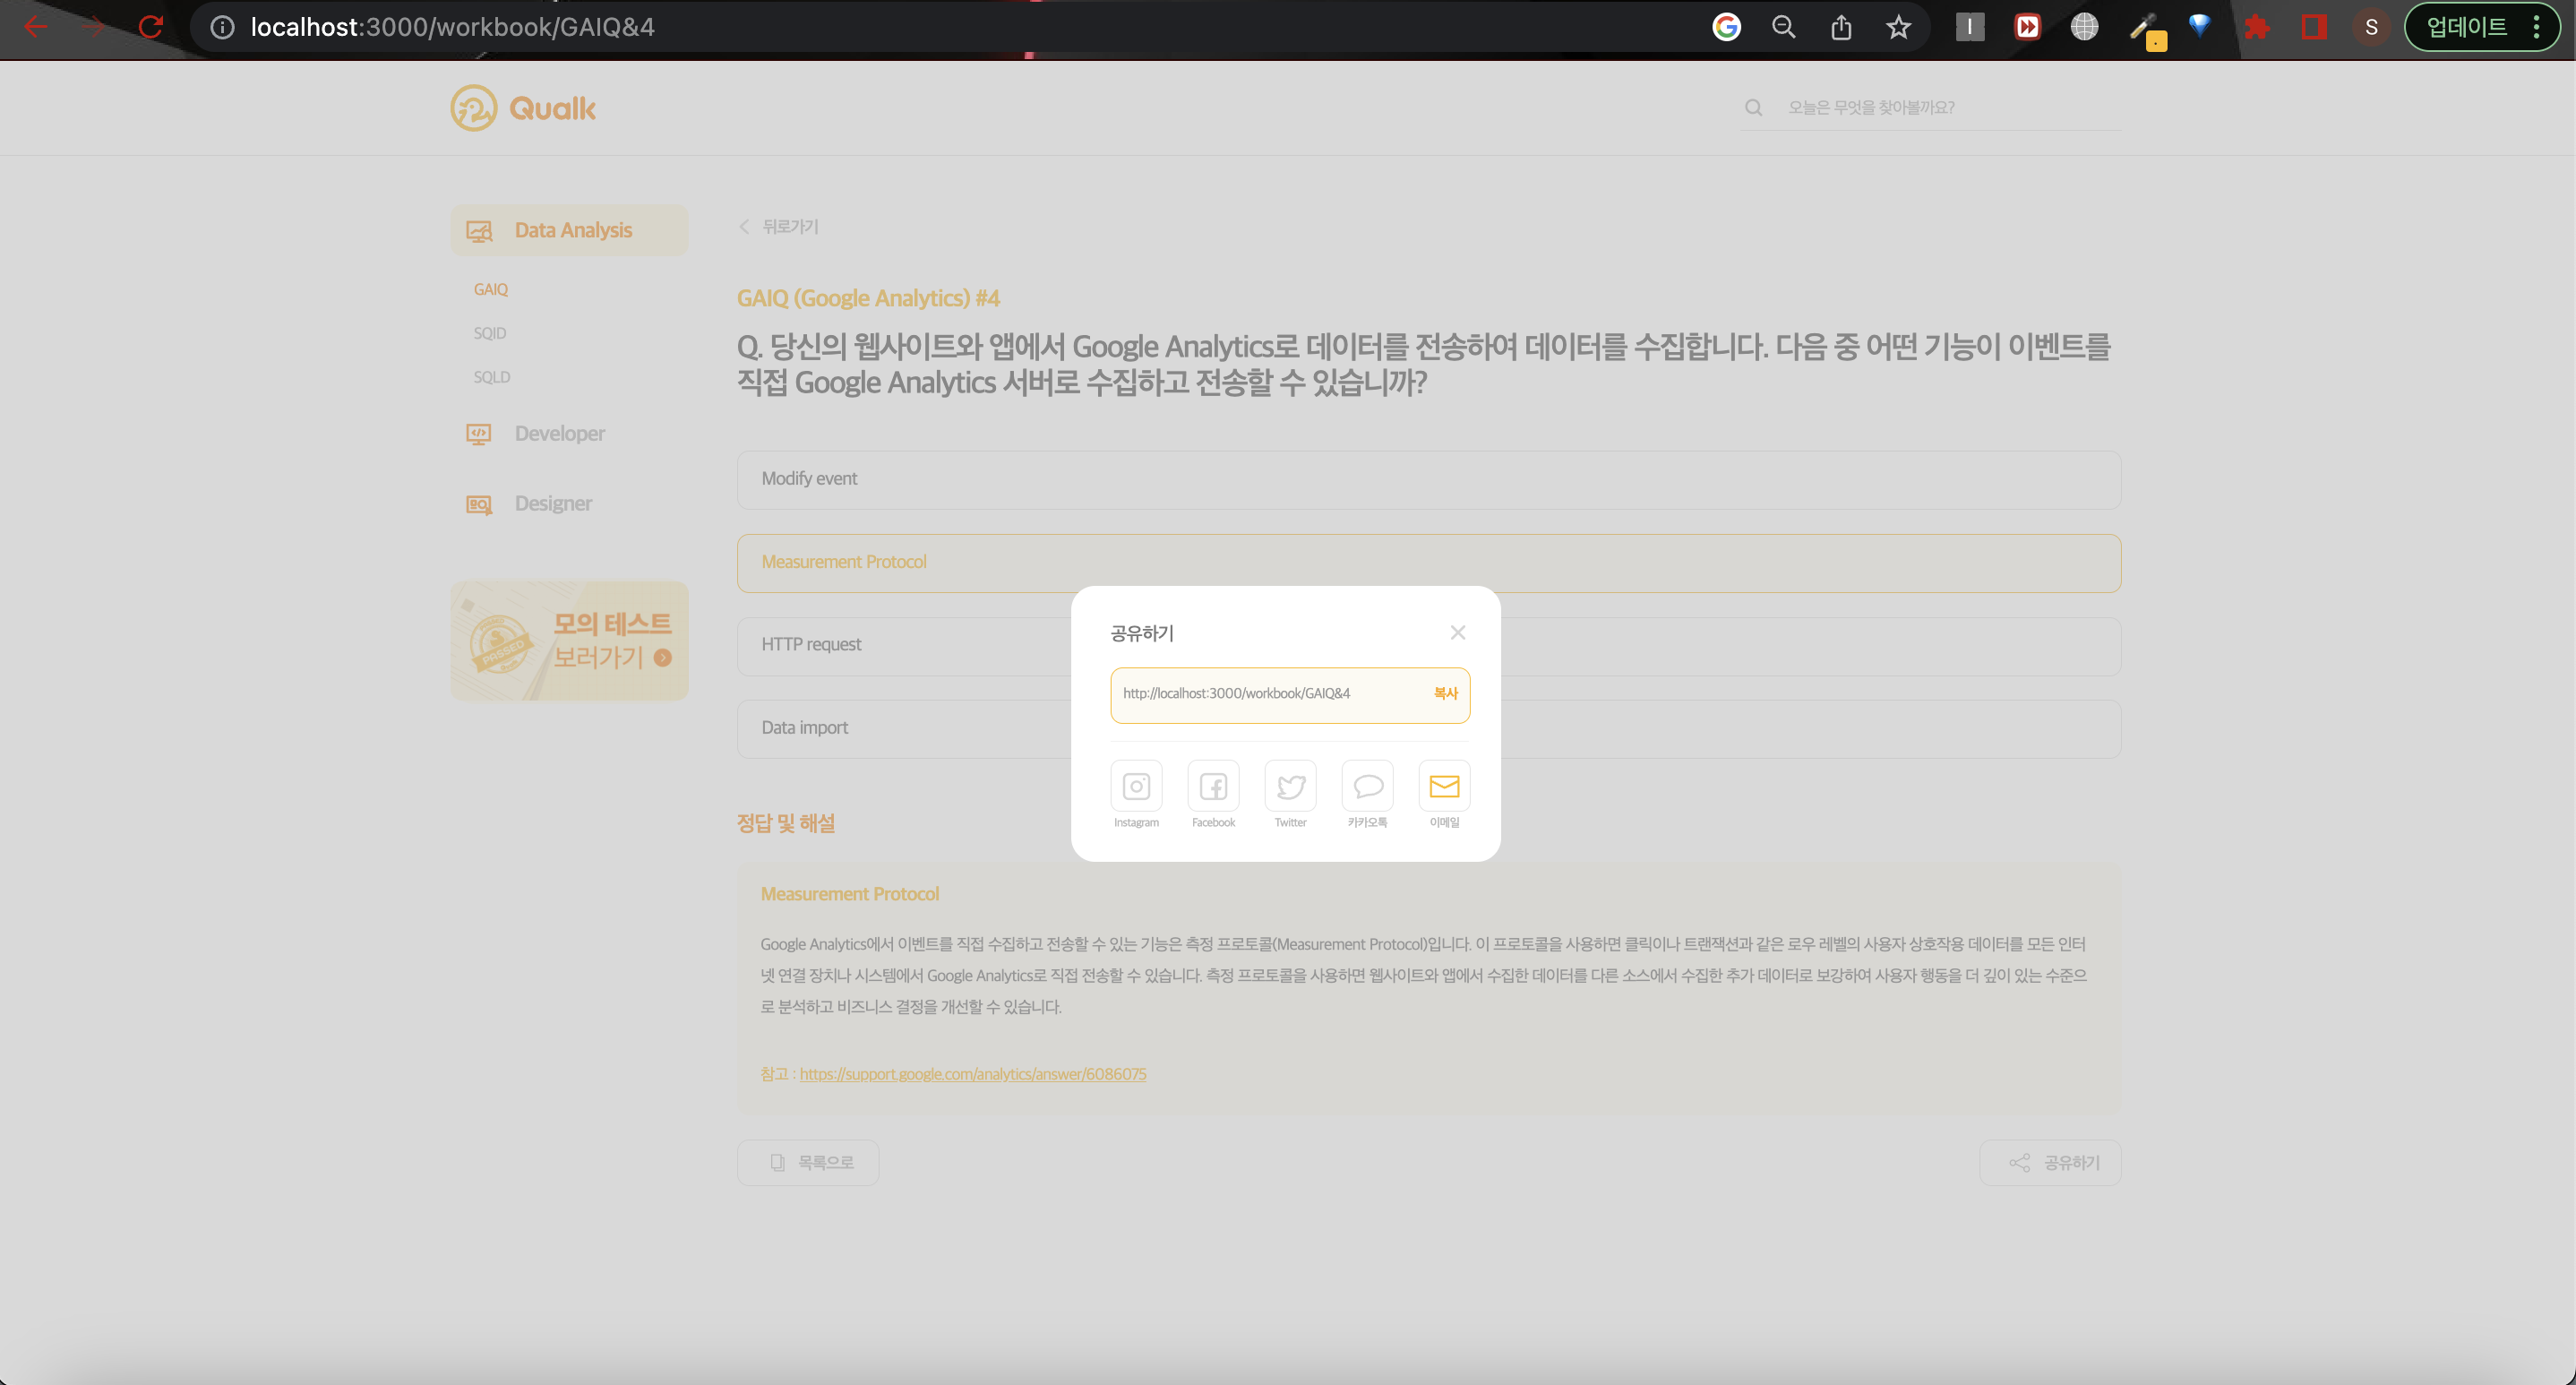 localhost:3000/workbook/GAIQ&4
S
업데이트
Qualk
오늘은 무엇을 찾아볼까요?
Data Analysis
GAIQ
SQID
SQLD
Developer
Designer
모의 테스트
보러가기
PASSED
뒤로가기
GAIQ (Google Analytics) #4
Q. 당신의 웹사이트와 앱에서 Google Analytics로 데이터를 전송하여 데이터를 수집합니다. 다음 중 어떤 기능이 이벤트를
직접 Google Analytics 서버로 수집하고 전송할 수 있습니까?
Modify event
Measurement Protocol
HTTP request
Data import
공유하기
http://localhost:3000/workbook/GAIQ&4
복사
Instagram
Facebook
Twitter
카카오톡
이메일
정답 및 해설
Measurement Protocol
Google Analytics에서 이벤트를 직접 수집하고 전송할 수 있는 기능은 측정 프로토콜(Measurement Protocol)입니다. 이 프로토콜을 사용하면 클릭이나 트랜잭션과 같은 로우 레벨의 사용자 상호작용 데이터를 모든 인터
넷 연결 장치나 시스템에서 Google Analytics로 직접 전송할 수 있습니다. 측정 프로토콜을 사용하면 웹사이트와 앱에서 수집한 데이터를 다른 소스에서 수집한 추가 데이터로 보강하여 사용자 행동을 더 깊이 있는 수준으
로 분석하고 비즈니스 결정을 개선할 수 있습니다.
참고 : https://support.google.com/analytics/answer/6086075
목록으로
공유하기